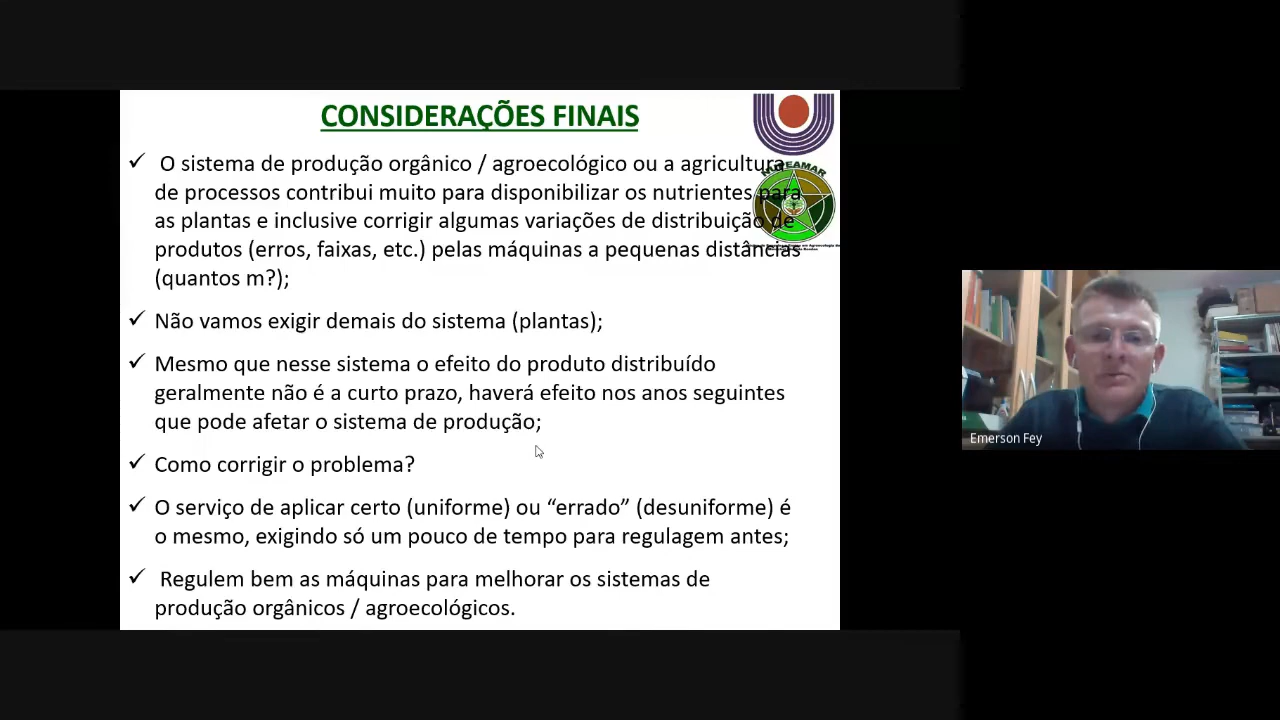 CONSIDERAÇÕES FINAIS
✓ O sistema de produção orgânico / agroecológico ou a agricultura
de processos contribui muito para disponibilizar os nutrientes para
as plantas e inclusive corrigir algumas variações de distribuição de
produtos (erros, faixas, etc.) pelas máquinas a pequenas distâncias
(quantos m?);
✓ Não vamos exigir demais do sistema (plantas);
✓ Mesmo que nesse sistema o efeito do produto distribuído
geralmente não é a curto prazo, haverá efeito nos anos seguintes
que pode afetar o sistema de produção;
✓ Como corrigir o problema?
✓ O serviço de aplicar certo (uniforme) ou “errado” (desuniforme) é
o mesmo, exigindo só um pouco de tempo para regulagem antes;
✓ Regulem bem as máquinas para melhorar os sistemas de
produção orgânicos / agroecológicos.
Emerson Fey